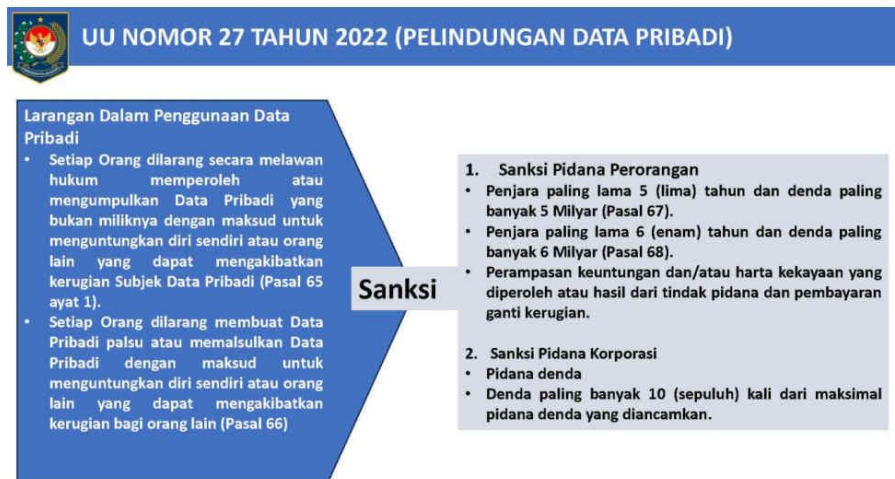 UU NOMOR 27 TAHUN 2022 (PELINDUNGAN DATA PRIBADI)
Larangan Dalam Penggunaan Data
Pribadi
• Setiap Orang dilarang secara melawan
hukum memperoleh atau
mengumpulkan Data Pribadi yang
bukan miliknya dengan maksud untuk
menguntungkan diri sendiri atau orang
lain yang dapat mengakibatkan
kerugian Subjek Data Pribadi (Pasal 65
ayat 1).
• Setiap Orang dilarang membuat Data
Pribadi palsu atau memalsulkan Data
Pribadi dengan maksud untuk
menguntungkan diri sendiri atau orang
lain yang dapat mengakibatkan
kerugian bagi orang lain (Pasal 66)
Sanksi
1. Sanksi Pidana Perorangan
• Penjara paling lama 5 (lima) tahun dan denda paling
banyak 5 Milyar (Pasal 67).
• Penjara paling lama 6 (enam) tahun dan denda paling
banyak 6 Milyar (Pasal 68).
• Perampasan keuntungan dan/atau harta kekayaan yang
diperoleh atau hasil dari tindak pidana dan pembayaran
ganti kerugian.
2. Sanksi Pidana Korporasi
• Pidana denda
• Denda paling banyak 10 (sepuluh) kali dari maksimal
pidana denda yang diancamkan.